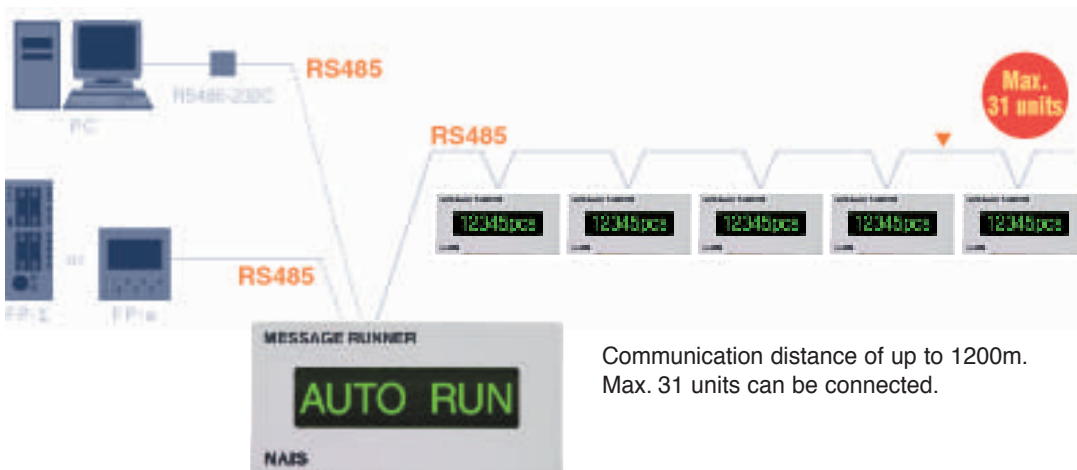 RS485
Max.
31 units
RS485-232C
PC
RS485
12345pcs
12345pcs
12345pcs
12345pcs
12345pcs
or
RS485
FP-Σ
FP-e
MESSAGE RUNNER
AUTO RUN
NAIS
Communication distance of up to 1200m.
Max. 31 units can be connected.